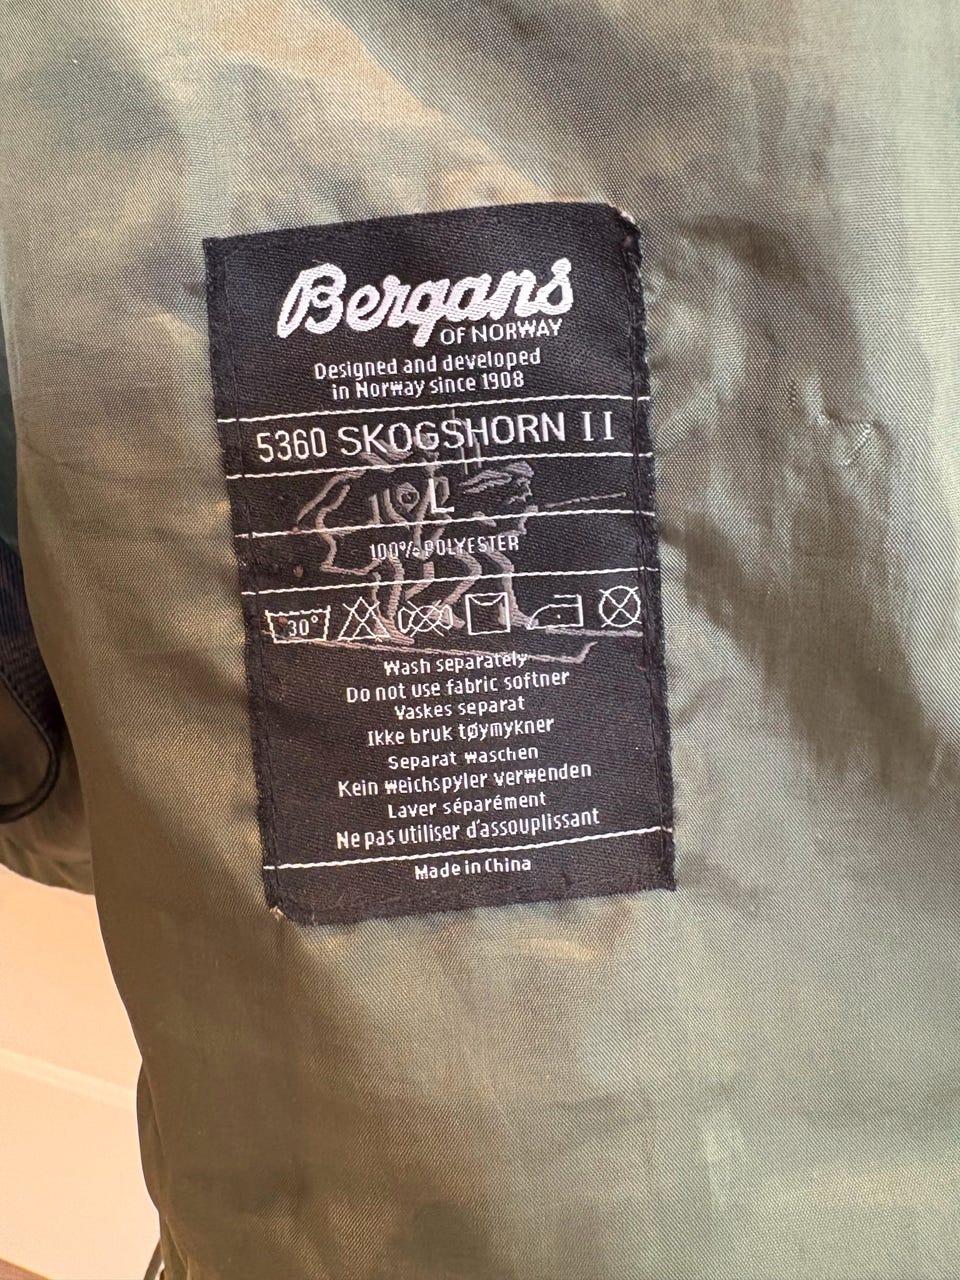 Bergans
OF NORWAY
Designed and developed
in Norway since 1908
5360 SKOGSHORN II
L
100% POLYESTER
30°
Wash separately
Do not use fabric softner
Vaskes separat
Ikke bruk tøymykner
Separat waschen
Kein weichspyler verwenden
Laver séparément
Ne pas utiliser d'assouplissant
Made in China